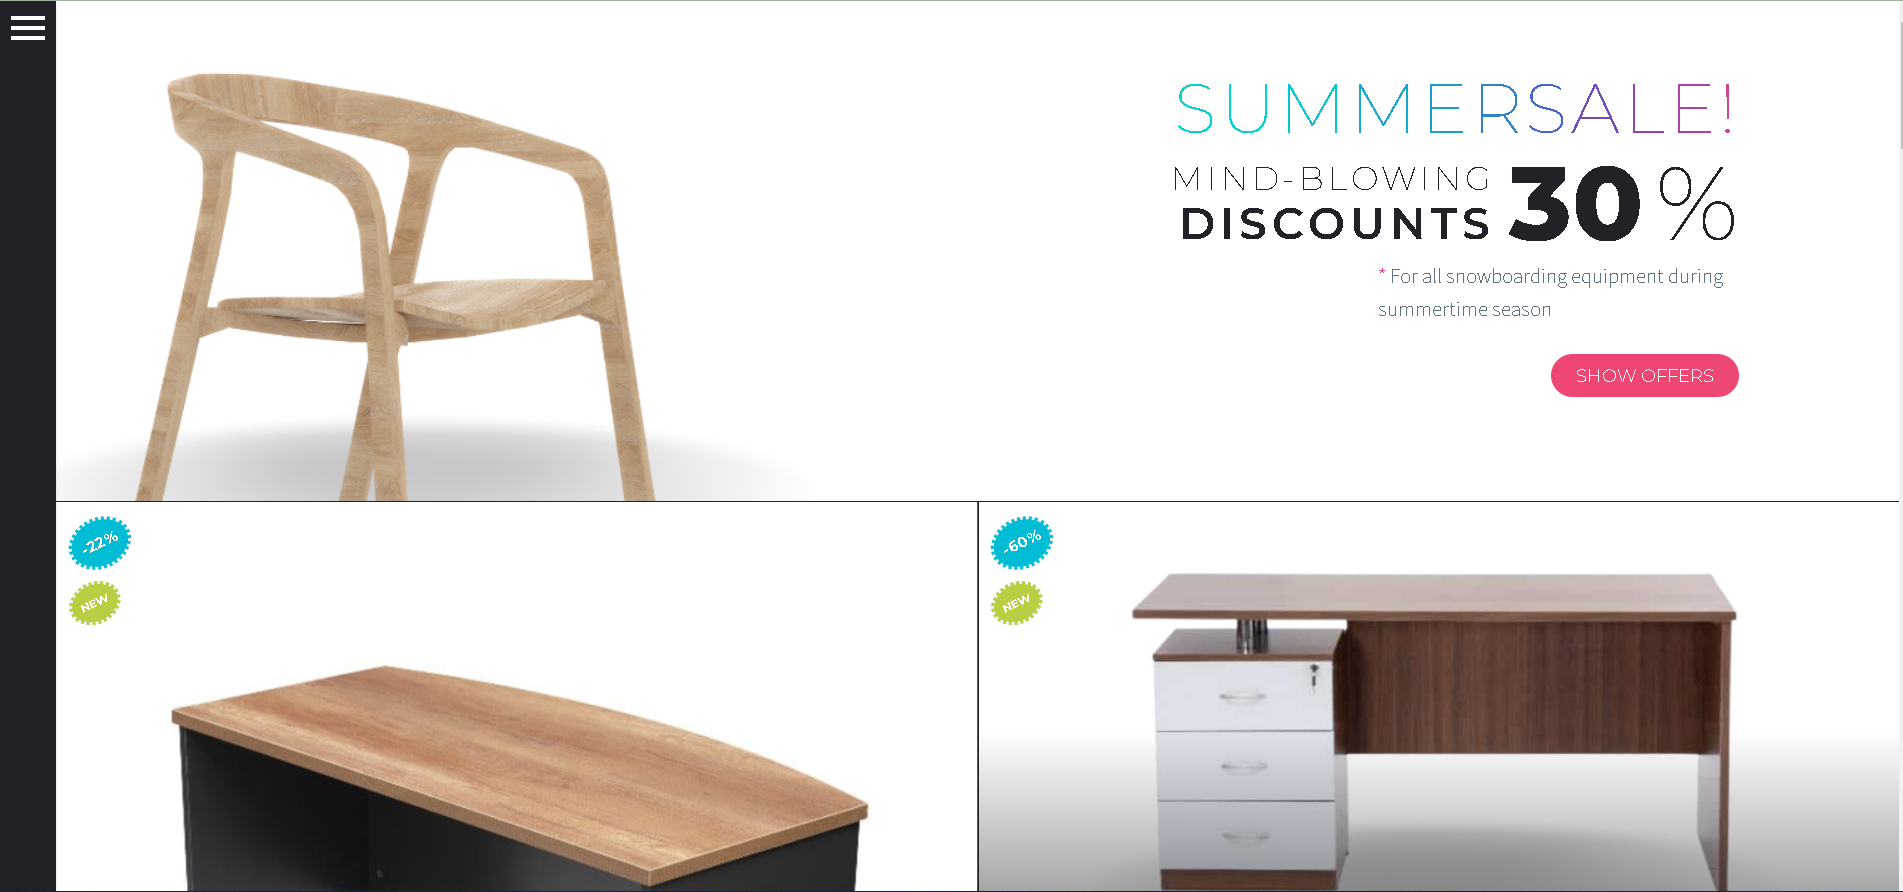 SUMMERSALE!
MIND-BLOWING
DISCOUNTS 30 %
* For all snowboarding equipment during
summertime season
SHOW OFFERS
-22%
NEW
-60%
NEW